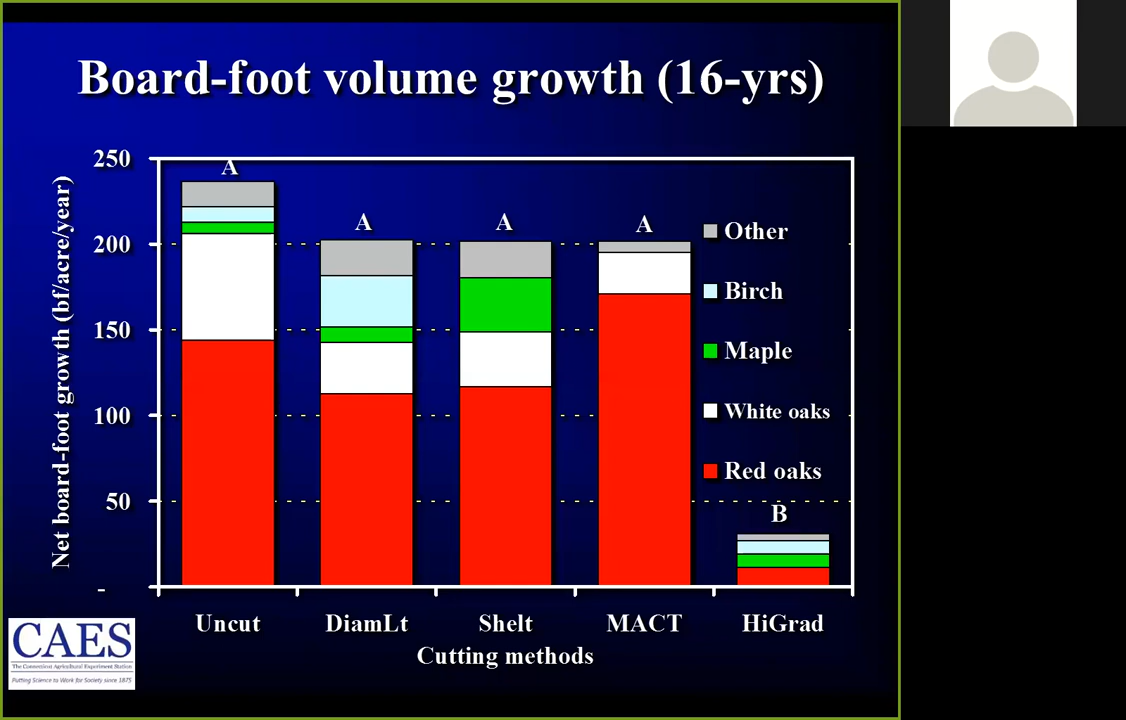 Board-foot volume growth (16-yrs)
Net board-foot growth (bf/acre/year)
250
200
150
100
50
-
A
A
A
A
B
Other
Birch
Maple
White oaks
Red oaks
Uncut DiamLt Shelt MACT HiGrad
Cutting methods
CAES
The Connecticut Agricultural Experiment Station
Putting Science to Work for Society since 1875